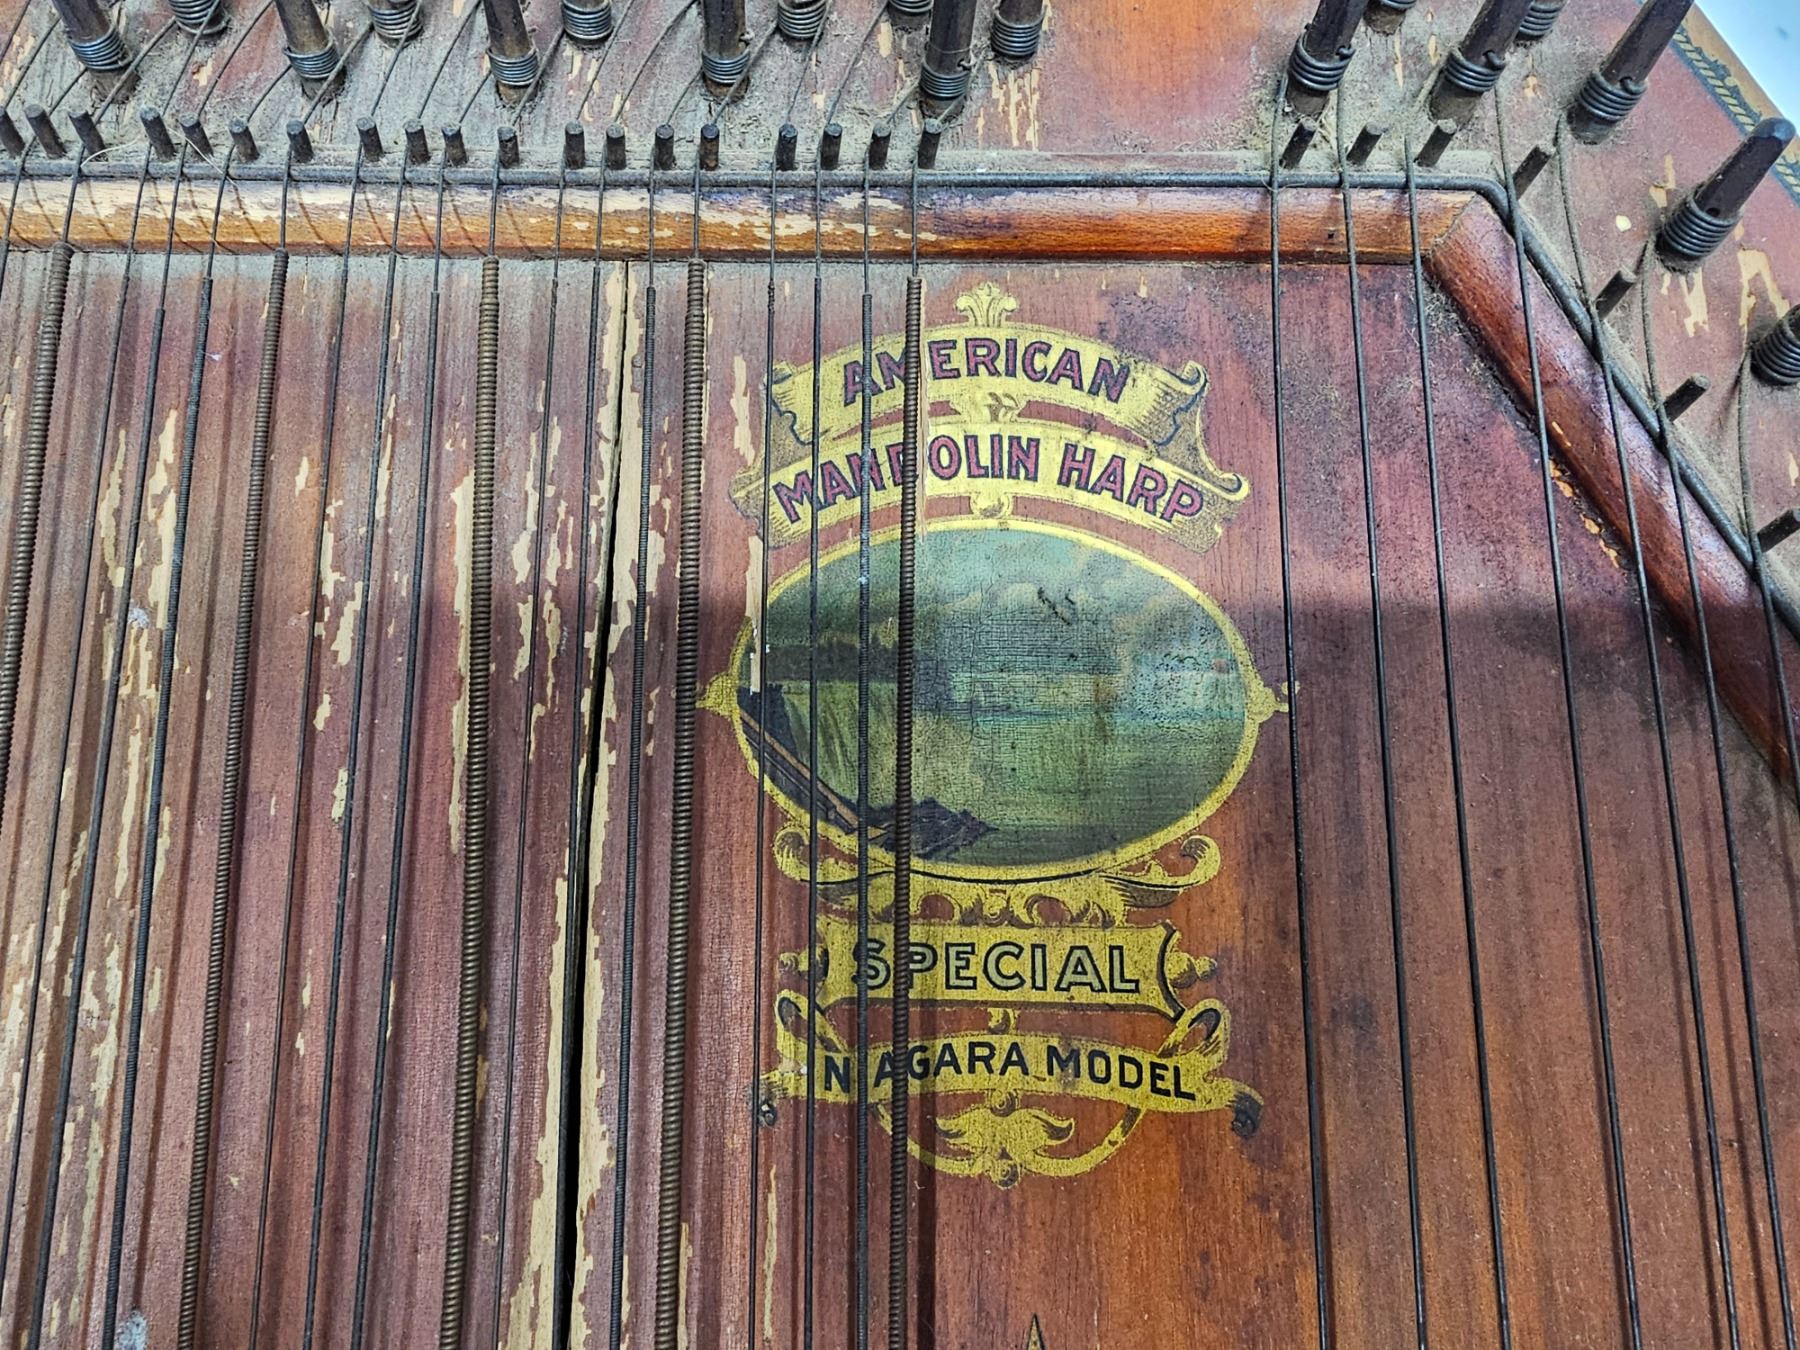 AMERICAN
MANDOLIN HARP
SPECIAL
NIAGARA MODEL